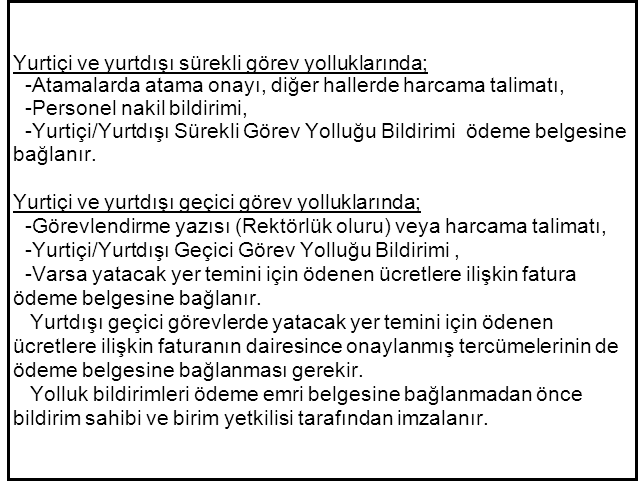 Yurtiçi ve yurtdışı sürekli görev yolluklarında;
-Atamalarda atama onayı, diğer hallerde harcama talimatı,
-Personel nakil bildirimi,
-Yurtiçi/Yurtdışı Sürekli Görev Yolluğu Bildirimi ödeme belgesine
bağlanır.
Yurtiçi ve yurtdışı geçici görev yolluklarında;
-Görevlendirme yazısı (Rektörlük oluru) veya harcama talimatı,
-Yurtiçi/Yurtdışı Geçici Görev Yolluğu Bildirimi ,
-Varsa yatacak yer temini için ödenen ücretlere ilişkin fatura
ödeme belgesine bağlanır.
Yurtdışı geçici görevlerde yatacak yer temini için ödenen
ücretlere ilişkin faturanın dairesince onaylanmış tercümelerinin de
ödeme belgesine bağlanması gerekir.
Yolluk bildirimleri ödeme emri belgesine bağlanmadan önce
bildirim sahibi ve birim yetkilisi tarafından imzalanır.